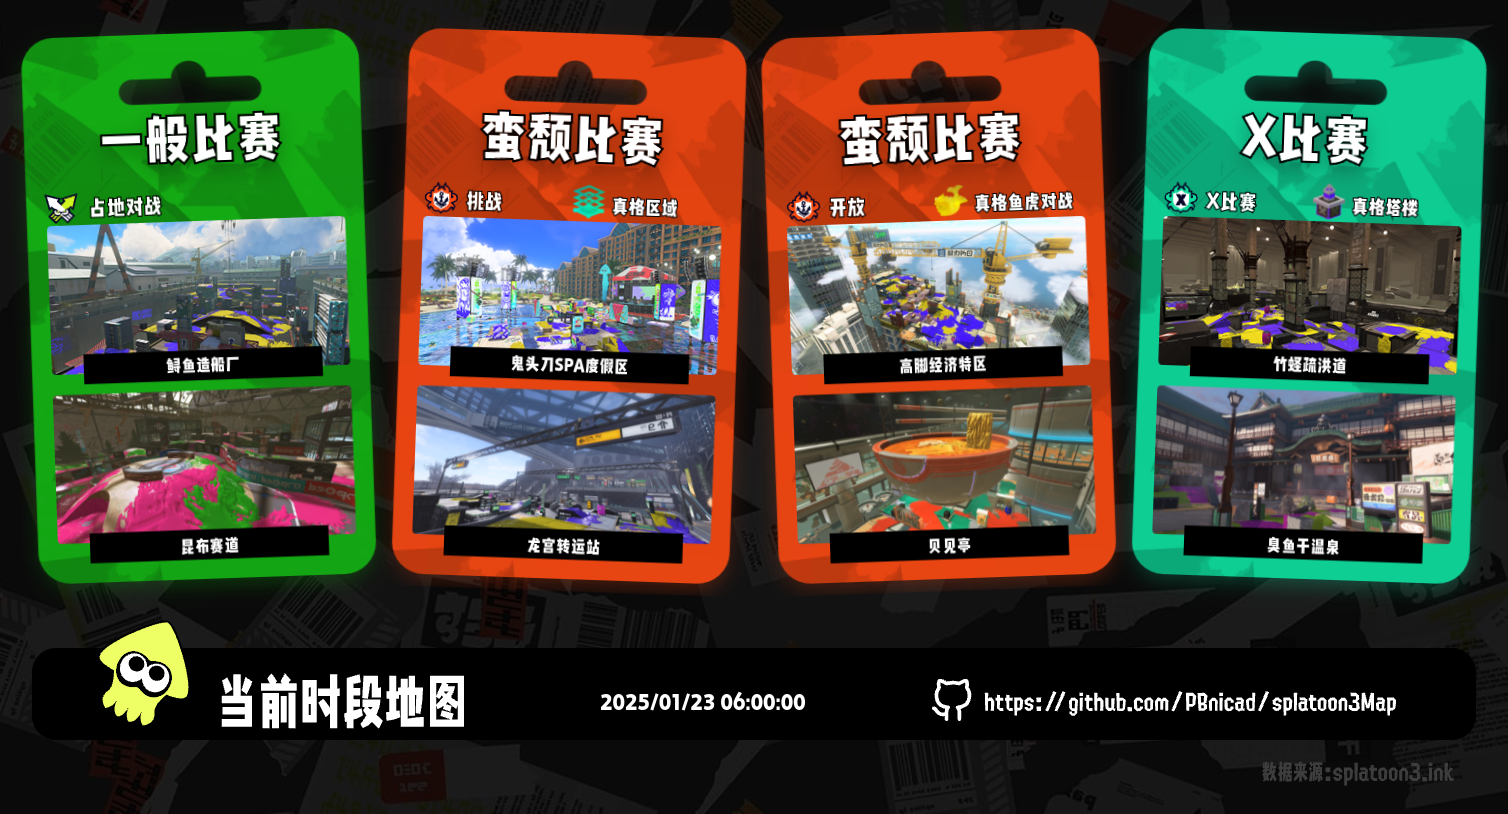 一般比赛
占地对战
鲟鱼造船厂
昆布赛道
蛮颓比赛
挑战
真格区域
鬼头刀SPA度假区
龙宫转运站
蛮颓比赛
开放
真格鱼虎对战
高脚经济特区
贝见亭
X比赛
X比赛
真格塔楼
竹蛏疏洪道
臭鱼干温泉
当前时段地图
2025/01/23 06:00:00
https://github.com/PBnicad/splatoon3Map
数据来源:splatoon3.ink